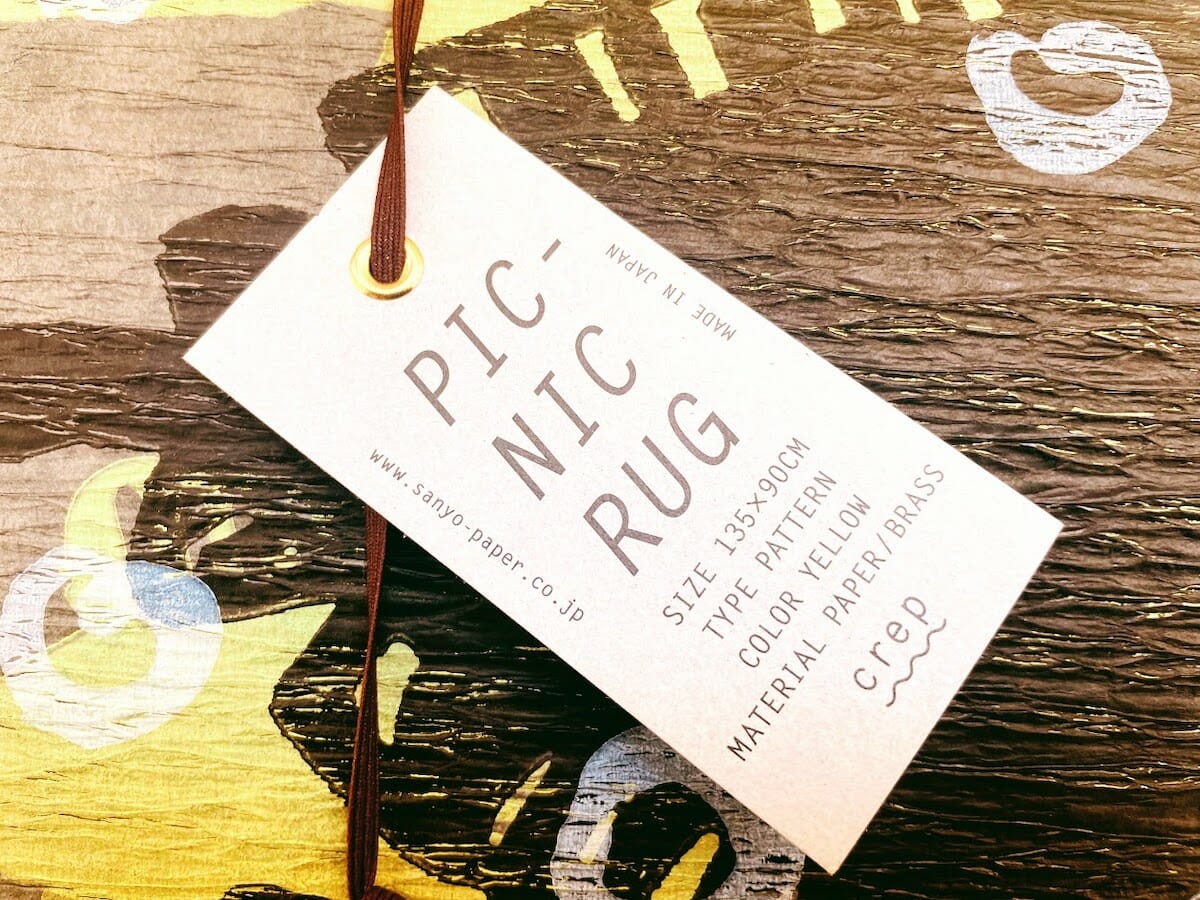 PIC-
NIC
RUG
MADE IN JAPAN
www.sanyo-paper.co.jp
SIZE 135×90CM
TYPE PATTERN
COLOR YELLOW
MATERIAL PAPER/BRASS
crep